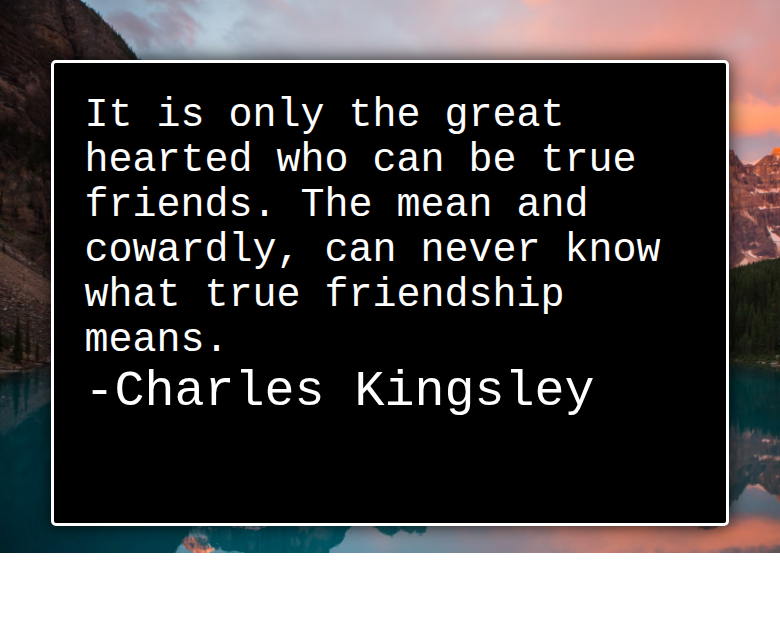 It is only the great
hearted who can be true
friends. The mean and
cowardly, can never know
what true friendship
means.
-Charles Kingsley